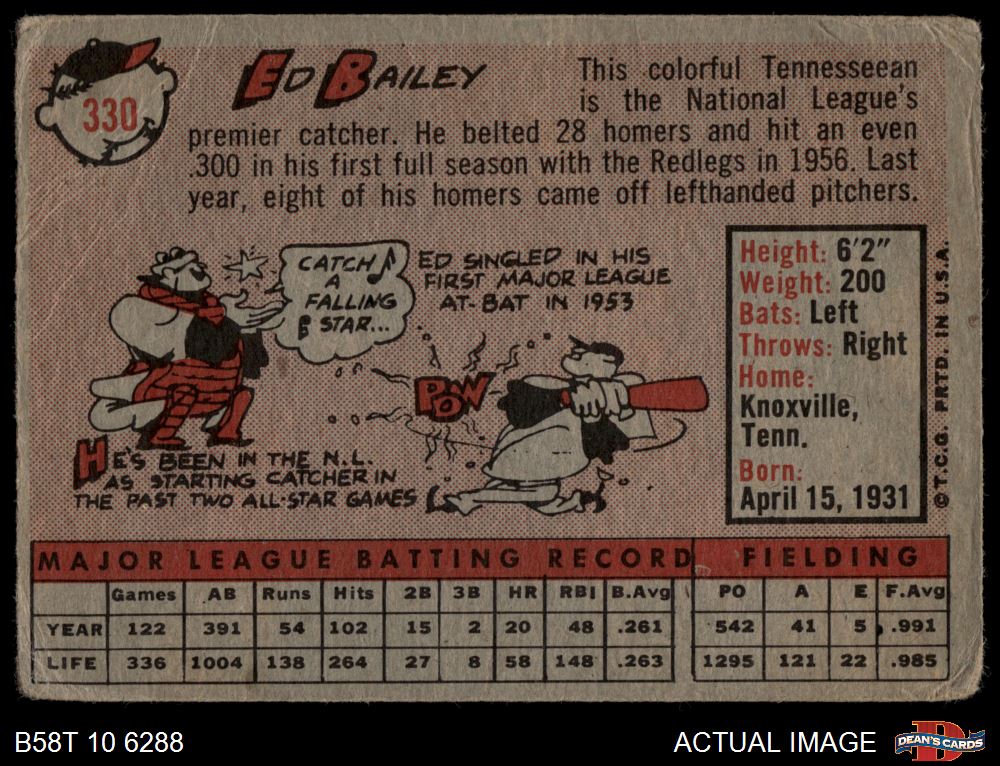 330
ED BAILEY
This colorful Tennesseean
is the National League's
premier catcher. He belted 28 homers and hit an even
.300 in his first full season with the Redlegs in 1956. Last
year, eight of his homers came off lefthanded pitchers.
CATCH
A
FALLING
STAR...
ED SINGLED IN HIS
FIRST MAJOR LEAGUE
AT-BAT IN 1953
POW
HE'S BEEN IN THE N.L.
AS STARTING CATCHER IN
THE PAST TWO ALL-STAR GAMES
Height: 6'2"
Weight: 200
Bats: Left
Throws: Right
Home:
Knoxville,
Tenn.
Born:
April 15, 1931
© T.C.G. PRTD. IN U.S.A.
MAJOR LEAGUE BATTING RECORD FIELDING
Games AB Runs Hits 2B 3B HR RBI B.Avg PO A E F.Avg
YEAR 122 391 54 102 15 2 20 48 .261 542 41 5 .991
LIFE 336 1004 138 264 27 8 58 148 .263 1295 121 22 .985
B58T 10 6288
ACTUAL IMAGE
DEAN'S CARDS